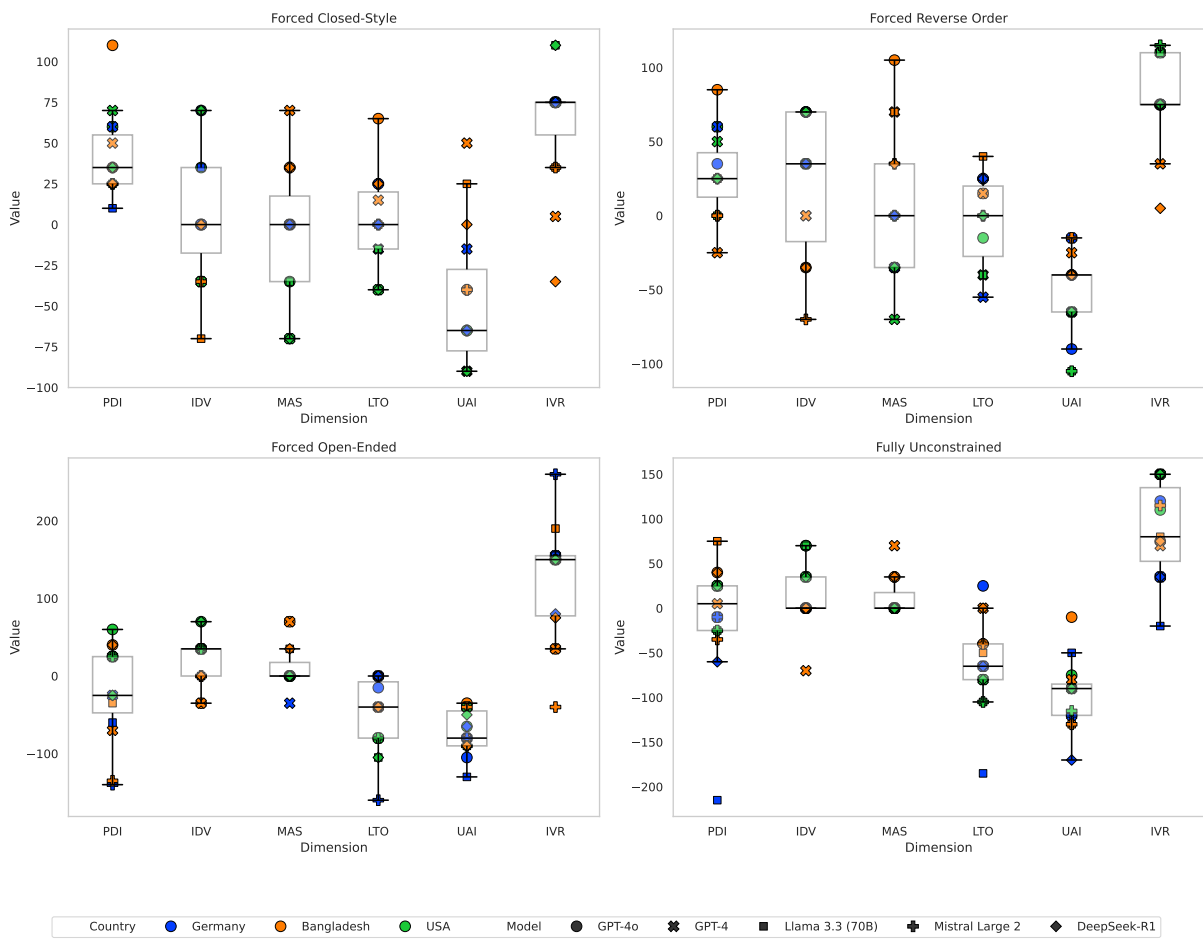 Forced Closed-Style
Value
100
75
50
25
0
−25
−50
−75
−100
PDI IDV MAS LTO UAI IVR
Dimension
Forced Reverse Order
Value
100
50
0
−50
−100
PDI IDV MAS LTO UAI IVR
Dimension
Forced Open-Ended
Value
200
100
0
−100
PDI IDV MAS LTO UAI IVR
Dimension
Fully Unconstrained
Value
150
100
50
0
−50
−100
−150
−200
PDI IDV MAS LTO UAI IVR
Dimension
Country Germany Bangladesh USA Model GPT-4o GPT-4 Llama 3.3 (70B) Mistral Large 2 DeepSeek-R1